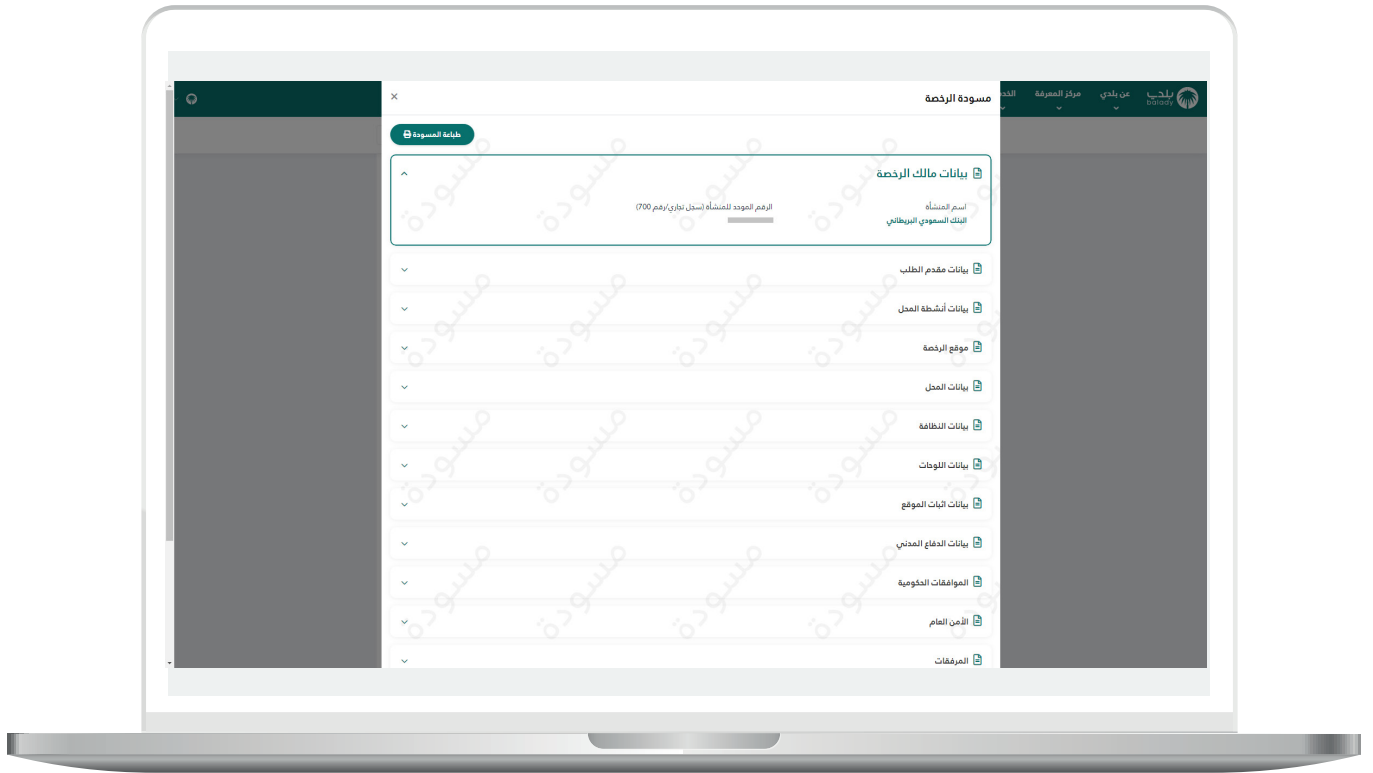 بلدي
balady
عن بلدي
مركز المعرفة
مسودة الرخصة
طباعة المسودة
بيانات مالك الرخصة
اسم المنشأة
الرقم الموحد للمنشأة (سجل تجاري/رقم 700)
البنك السعودي البريطاني
بيانات مقدم الطلب
بيانات أنشطة المحل
موقع الرخصة
بيانات المحل
بيانات النظافة
بيانات اللوحات
بيانات اثبات الموقع
بيانات الدفاع المدني
الموافقات الحكومية
الأمن العام
المرفقات
مسودة